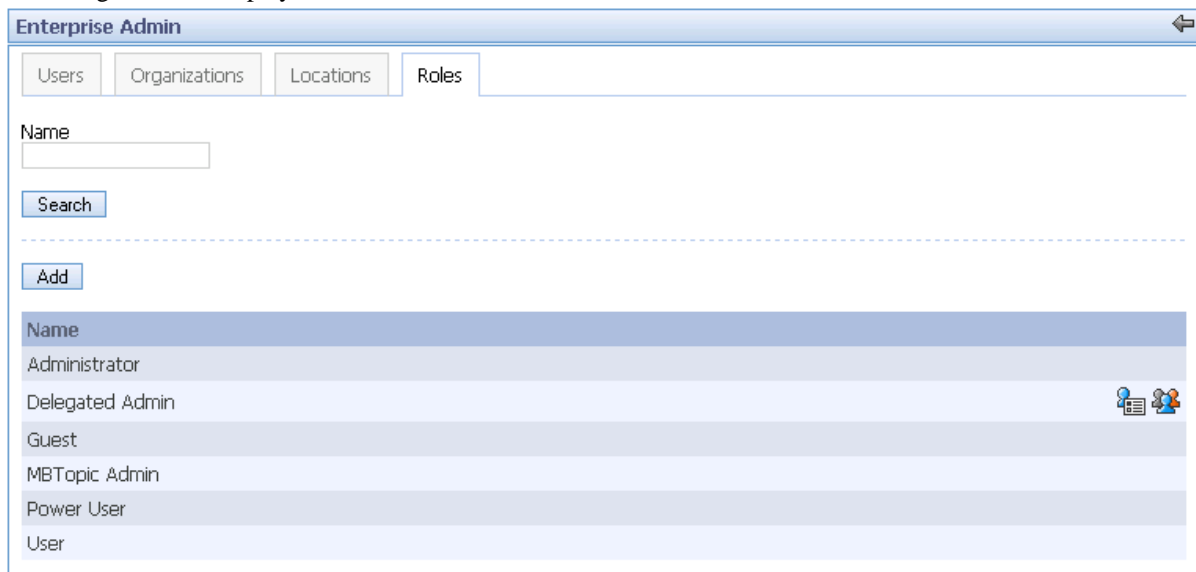 Enterprise Admin
Users Organizations Locations Roles
Name
Search
Add
Name
Administrator
Delegated Admin
Guest
MBTopic Admin
Power User
User